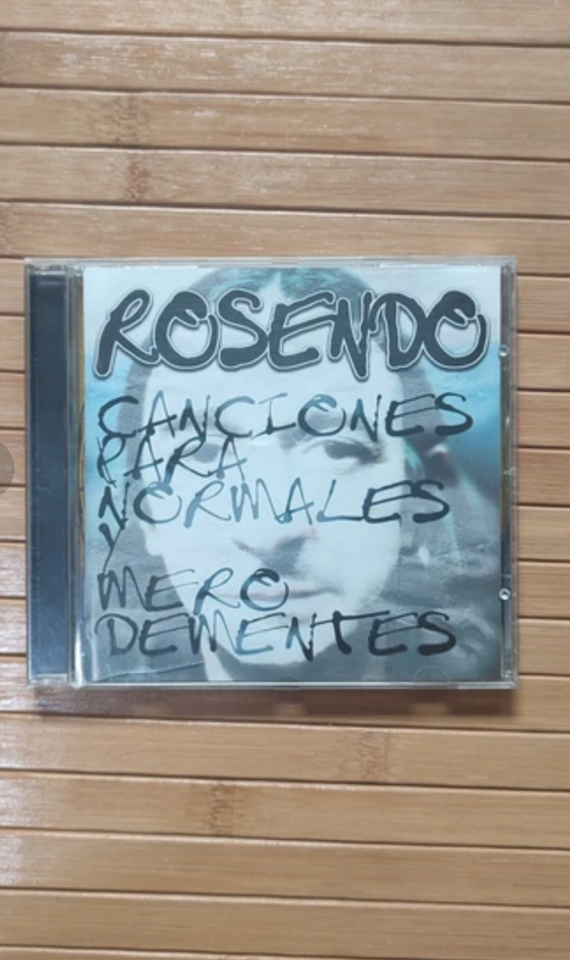 ROSENDO
CANCIONES
PARA
NORMALES
Y
MERO
DEMENTES